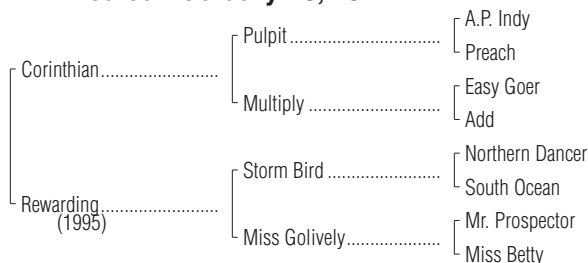 Pulpit
A.P. Indy
Preach
Corinthian
Multiply
Easy Goer
Add
Storm Bird
Northern Dancer
South Ocean
Rewarding
(1995)
Miss Golively
Mr. Prospector
Miss Betty